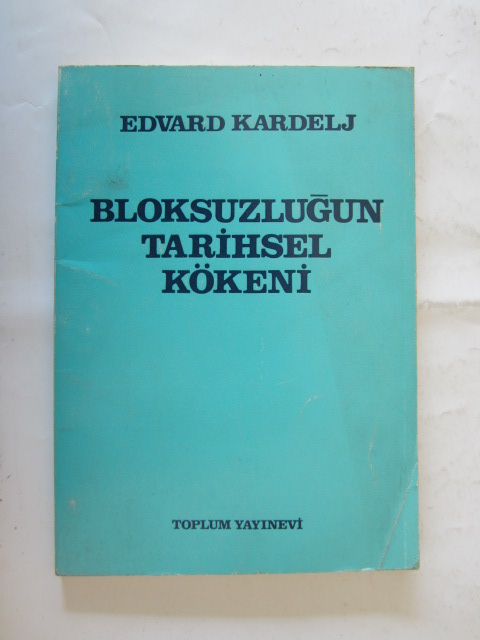 EDVARD KARDELJ
BLOKSUZLUĞUN
TARİHSEL
KÖKENİ
TOPLUM YAYINEVİ